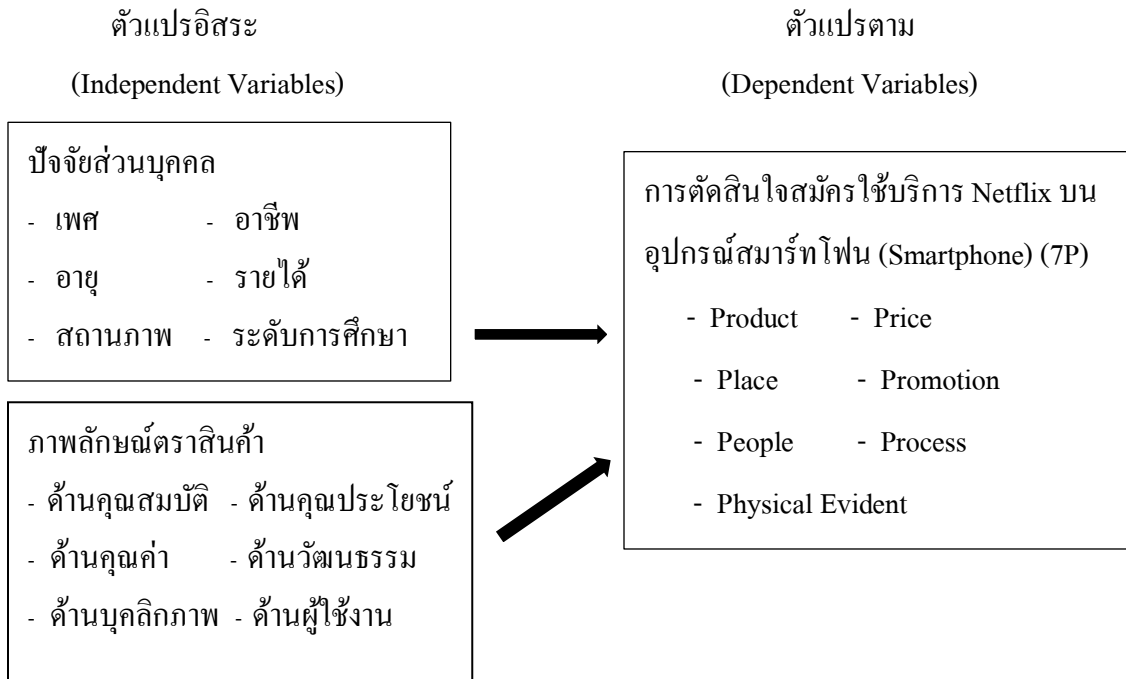 ตัวแปรอิสระ
(Independent Variables)
ปัจจัยส่วนบุคคล
- เพศ - อาชีพ
- อายุ - รายได้
- สถานภาพ - ระดับการศึกษา
ภาพลักษณ์ตราสินค้า
- ด้านคุณสมบัติ - ด้านคุณประโยชน์
- ด้านคุณค่า - ด้านวัฒนธรรม
- ด้านบุคลิกภาพ - ด้านผู้ใช้งาน
ตัวแปรตาม
(Dependent Variables)
การตัดสินใจสมัครใช้บริการ Netflix บน
อุปกรณ์สมาร์ทโฟน (Smartphone) (7P)
- Product - Price
- Place - Promotion
- People - Process
- Physical Evident